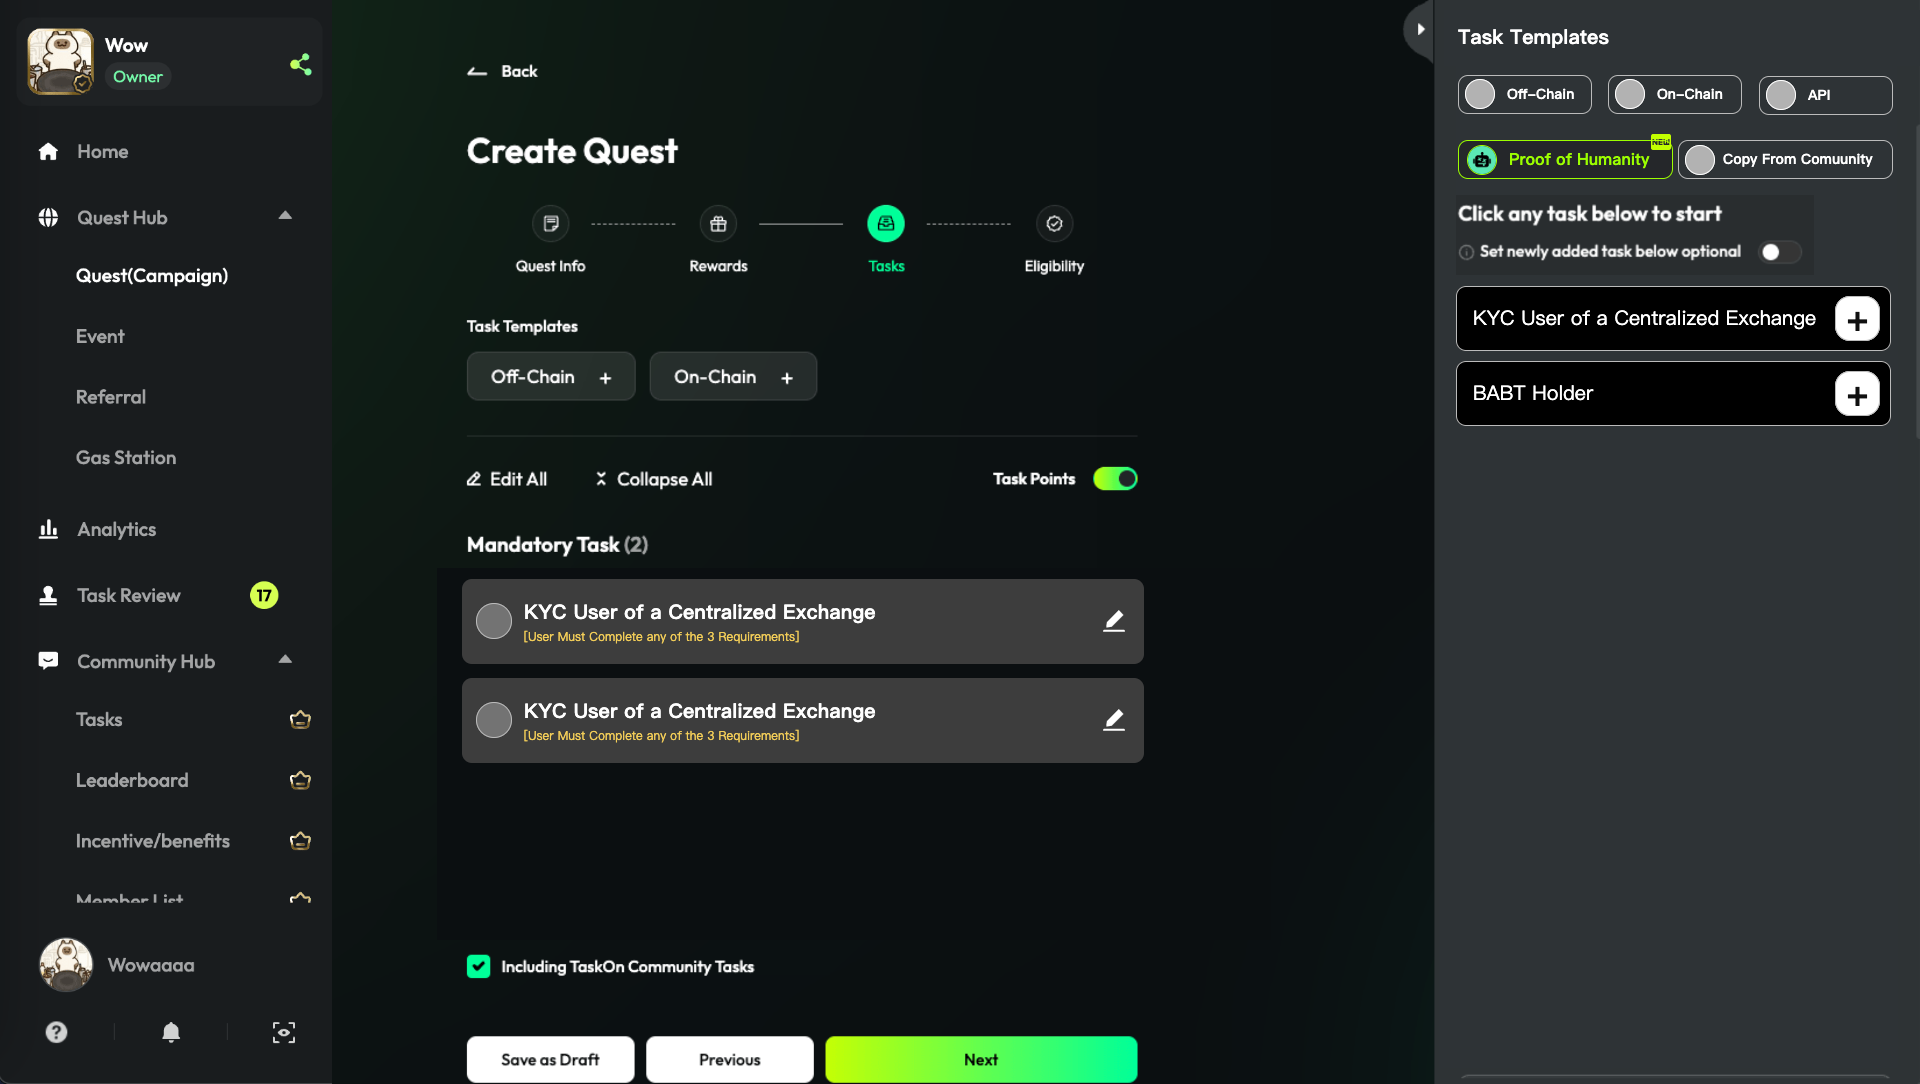 Wow
Owner
Home
Quest Hub
Quest(Campaign)
Event
Referral
Gas Station
Analytics
Task Review
17
Community Hub
Tasks
Leaderboard
Incentive/benefits
Member List
Wowaaaa
Back
Create Quest
Quest Info
Rewards
Tasks
Eligibility
Task Templates
Off-Chain +
On-Chain +
Edit All
Collapse All
Task Points
Mandatory Task (2)
KYC User of a Centralized Exchange
[User Must Complete any of the 3 Requirements]
KYC User of a Centralized Exchange
[User Must Complete any of the 3 Requirements]
Including TaskOn Community Tasks
Save as Draft
Previous
Next
Task Templates
Off-Chain
On-Chain
API
NEW
Proof of Humanity
Copy From Comuunity
Click any task below to start
Set newly added task below optional
KYC User of a Centralized Exchange
BABT Holder